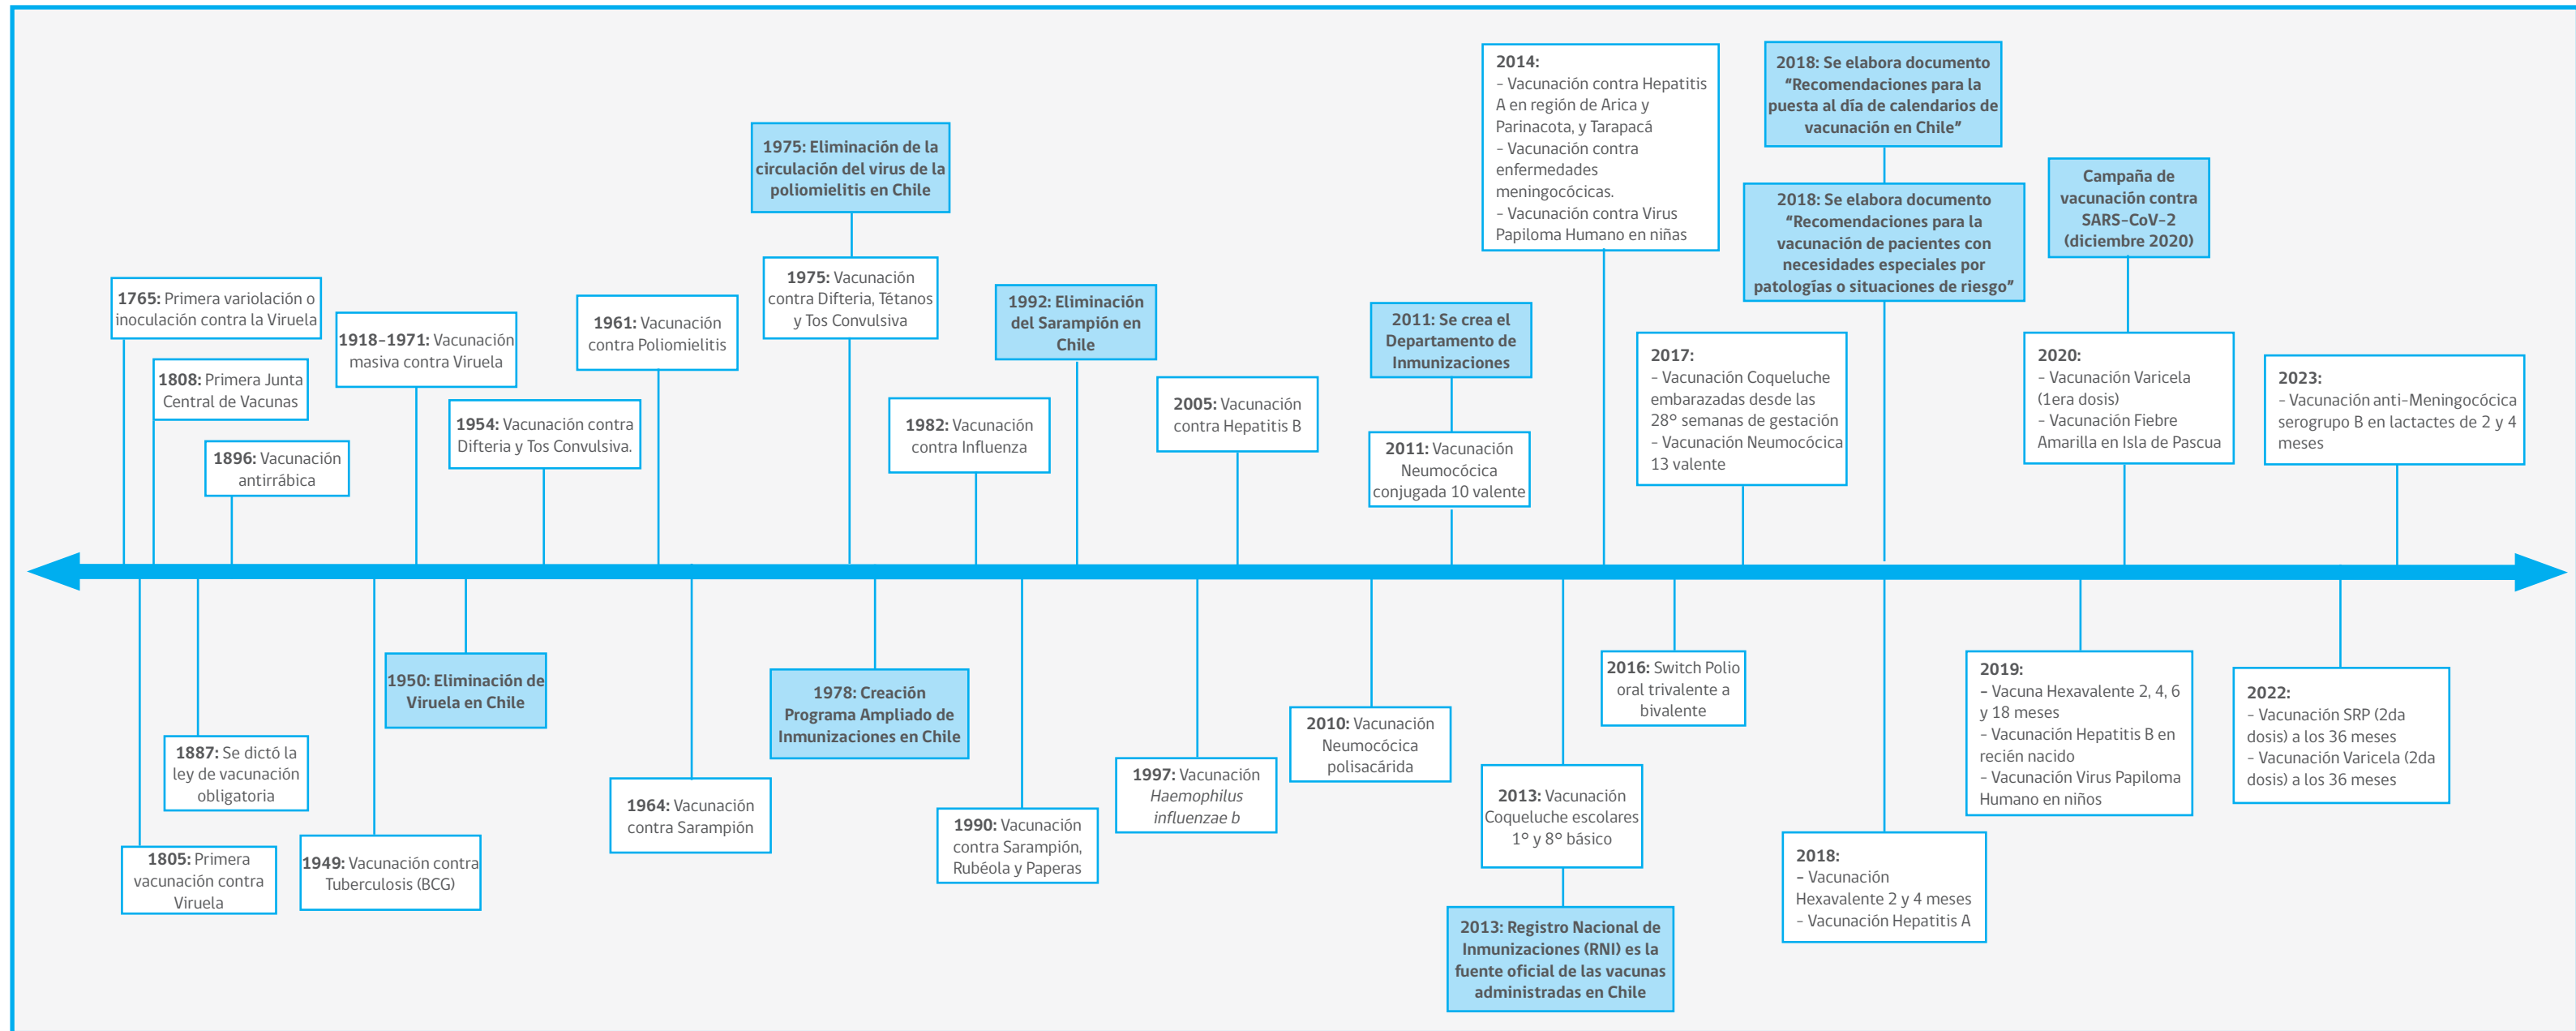 1765: Primera variolación o
inoculación contra la Viruela
1808: Primera Junta
Central de Vacunas
1896: Vacunación
antirrábica
1918-1971: Vacunación
masiva contra Viruela
1954: Vacunación contra
Difteria y Tos Convulsiva.
1961: Vacunación
contra Poliomielitis
1975: Eliminación de la
circulación del virus de la
poliomielitis en Chile
1975: Vacunación
contra Difteria, Tétanos
y Tos Convulsiva
1982: Vacunación
contra Influenza
1992: Eliminación
del Sarampión en
Chile
2005: Vacunación
contra Hepatitis B
2011: Se crea el
Departamento de
Inmunizaciones
2011: Vacunación
Neumocócica
conjugada 10 valente
2014:
- Vacunación contra Hepatitis
A en región de Arica y
Parinacota, y Tarapacá
- Vacunación contra
enfermedades
meningocócicas.
- Vacunación contra Virus
Papiloma Humano en niñas
2017:
- Vacunación Coqueluche
embarazadas desde las
28° semanas de gestación
- Vacunación Neumocócica
13 valente
2018: Se elabora documento
"Recomendaciones para la
puesta al día de calendarios de
vacunación en Chile"
2018: Se elabora documento
"Recomendaciones para la
vacunación de pacientes con
necesidades especiales por
patologías o situaciones de riesgo"
Campaña de
vacunación contra
SARS-CoV-2
(diciembre 2020)
2020:
- Vacunación Varicela
(1era dosis)
- Vacunación Fiebre
Amarilla en Isla de Pascua
2023:
- Vacunación anti-Meningocócica
serogrupo B en lactactes de 2 y 4
meses
1805: Primera
vacunación contra
Viruela
1887: Se dictó la
ley de vacunación
obligatoria
1949: Vacunación contra
Tuberculosis (BCG)
1950: Eliminación de
Viruela en Chile
1964: Vacunación
contra Sarampión
1978: Creación
Programa Ampliado de
Inmunizaciones en Chile
1990: Vacunación
contra Sarampión,
Rubéola y Paperas
1997: Vacunación
Haemophilus
influenzae b
2010: Vacunación
Neumocócica
polisacárida
2013: Vacunación
Coqueluche escolares
1° y 8° básico
2013: Registro Nacional de
Inmunizaciones (RNI) es la
fuente oficial de las vacunas
administradas en Chile
2016: Switch Polio
oral trivalente a
bivalente
2018:
- Vacunación
Hexavalente 2 y 4 meses
- Vacunación Hepatitis A
2019:
- Vacuna Hexavalente 2, 4, 6
y 18 meses
- Vacunación Hepatitis B en
recién nacido
- Vacunación Virus Papiloma
Humano en niños
2022:
- Vacunación SRP (2da
dosis) a los 36 meses
- Vacunación Varicela (2da
dosis) a los 36 meses